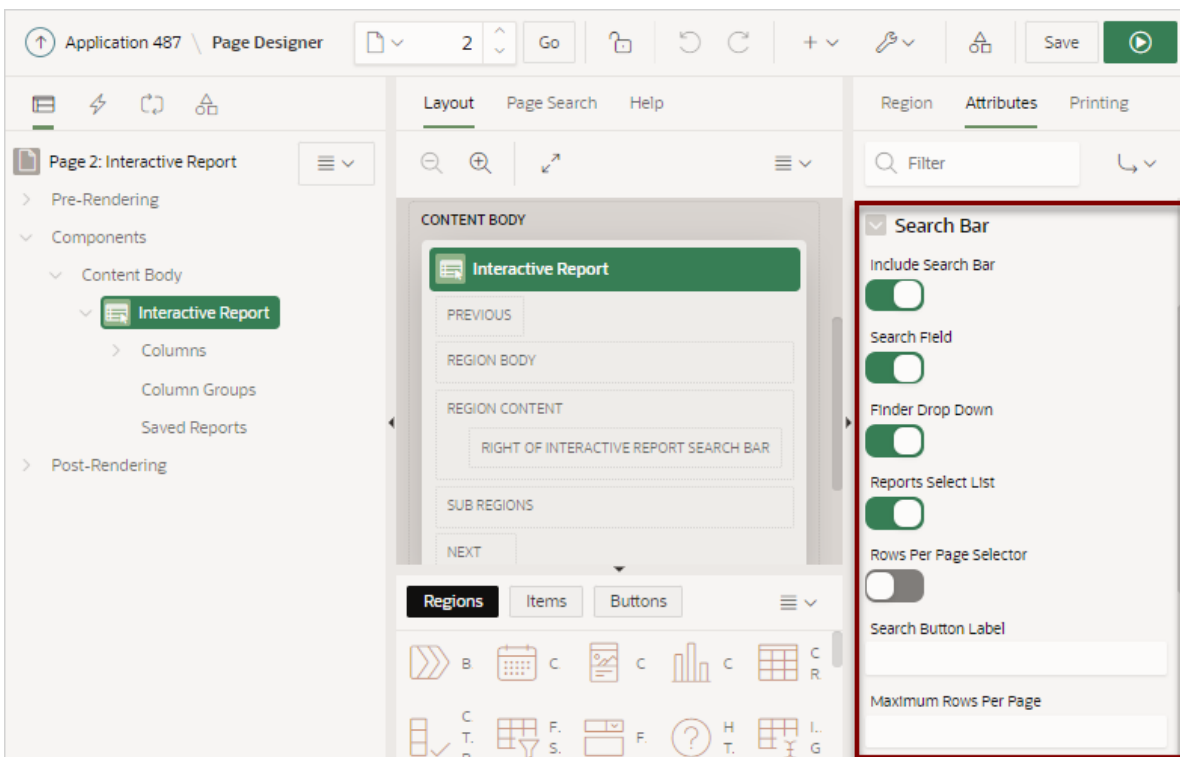 Application 487 \ Page Designer
2
Go
Save
Page 2: Interactive Report
Pre-Rendering
Components
Content Body
Interactive Report
Columns
Column Groups
Saved Reports
Post-Rendering
Layout Page Search Help
CONTENT BODY
Interactive Report
PREVIOUS
REGION BODY
REGION CONTENT
RIGHT OF INTERACTIVE REPORT SEARCH BAR
SUB REGIONS
NEXT
Regions Items Buttons
B. C. C C C
R
C. F. F. H I..
T. S. T. G
Region Attributes Printing
Filter
Search Bar
Include Search Bar
Search Field
Finder Drop Down
Reports Select List
Rows Per Page Selector
Search Button Label
Maximum Rows Per Page